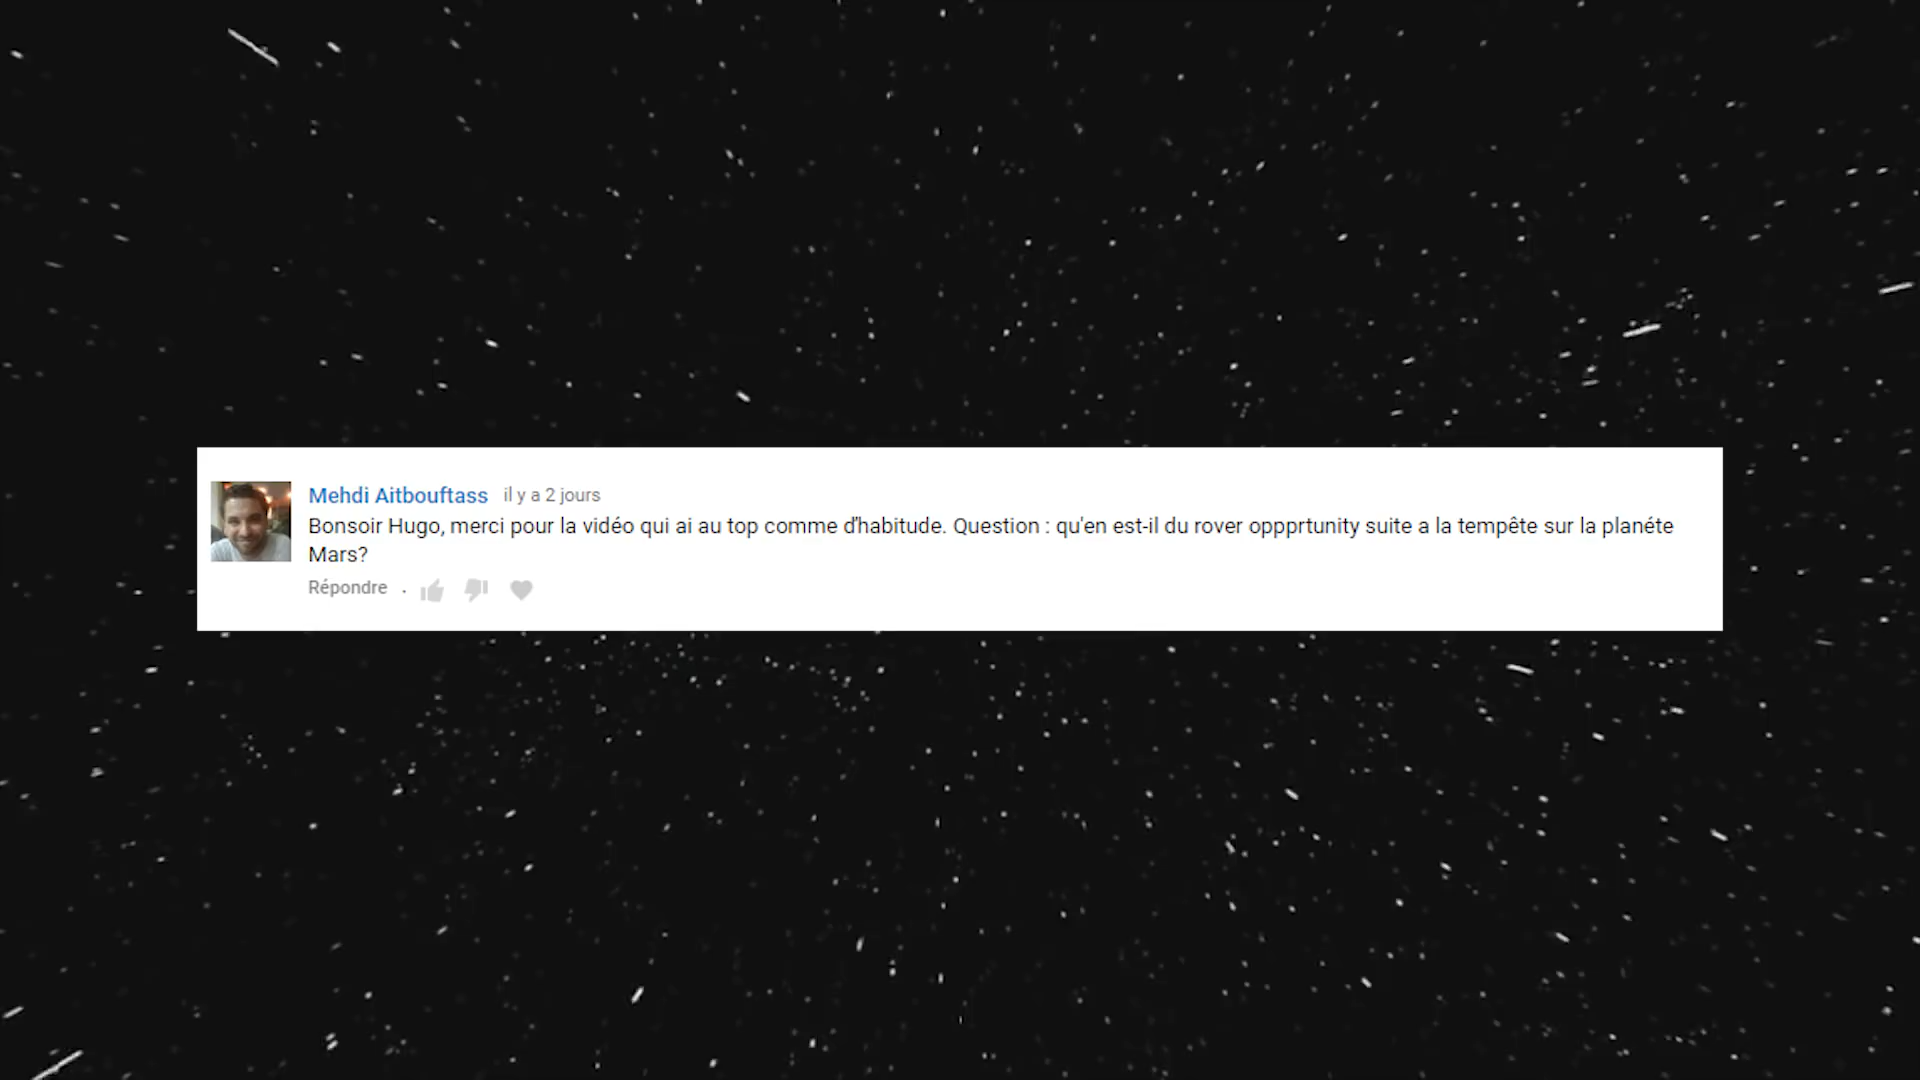 Mehdi Aitbouftass il y a 2 jours
Bonsoir Hugo, merci pour la vidéo qui ai au top comme d'habitude. Question : qu'en est-il du rover oppprtunity suite a la tempête sur la planéte
Mars?
Répondre .